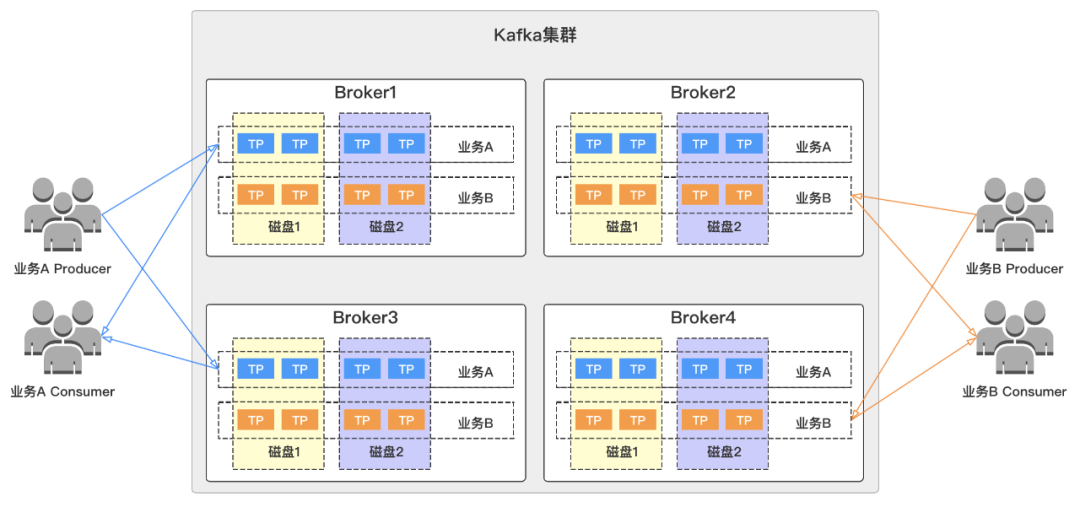 Kafka集群
Broker1
TP TP TP TP 业务A
TP TP TP TP 业务B
磁盘1 磁盘2
Broker2
TP TP TP TP 业务A
TP TP TP TP 业务B
磁盘1 磁盘2
业务A Producer
业务A Consumer
业务B Producer
业务B Consumer
Broker3
TP TP TP TP 业务A
TP TP TP TP 业务B
磁盘1 磁盘2
Broker4
TP TP TP TP 业务A
TP TP TP TP 业务B
磁盘1 磁盘2